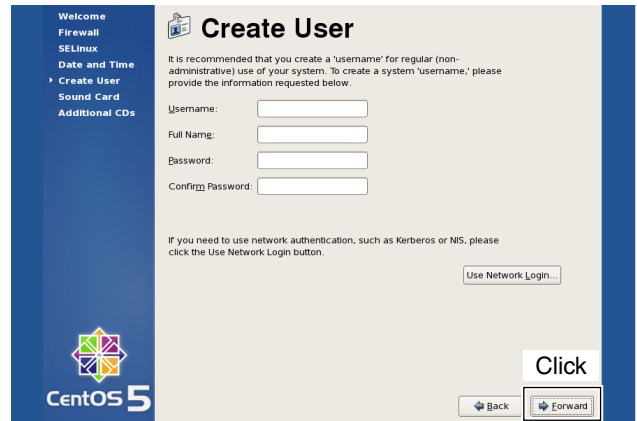 Welcome
Firewall
SELinux
Date and Time
Create User
Sound Card
Additional CDs
CentOS 5
Create User
It is recommended that you create a 'username' for regular (non-
administrative) use of your system. To create a system 'username,' please
provide the information requested below.
Username:
Full Name:
Password:
Confirm Password:
If you need to use network authentication, such as Kerberos or NIS, please
click the Use Network Login button.
Use Network Login...
Click
Back
Forward